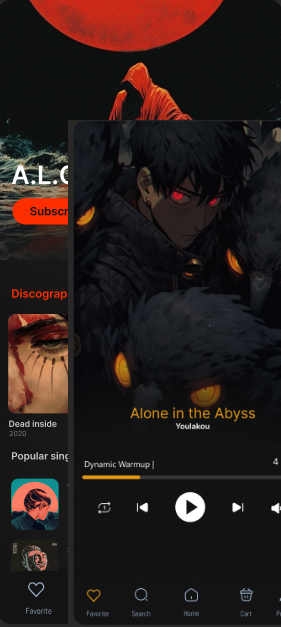 A.L.
Subscr
Discograp
Dead inside
2020
Popular sing
Favorite
Alone in the Abyss
Youlakou
Dynamic Warmup |
4
Favorite
Search
Home
Cart